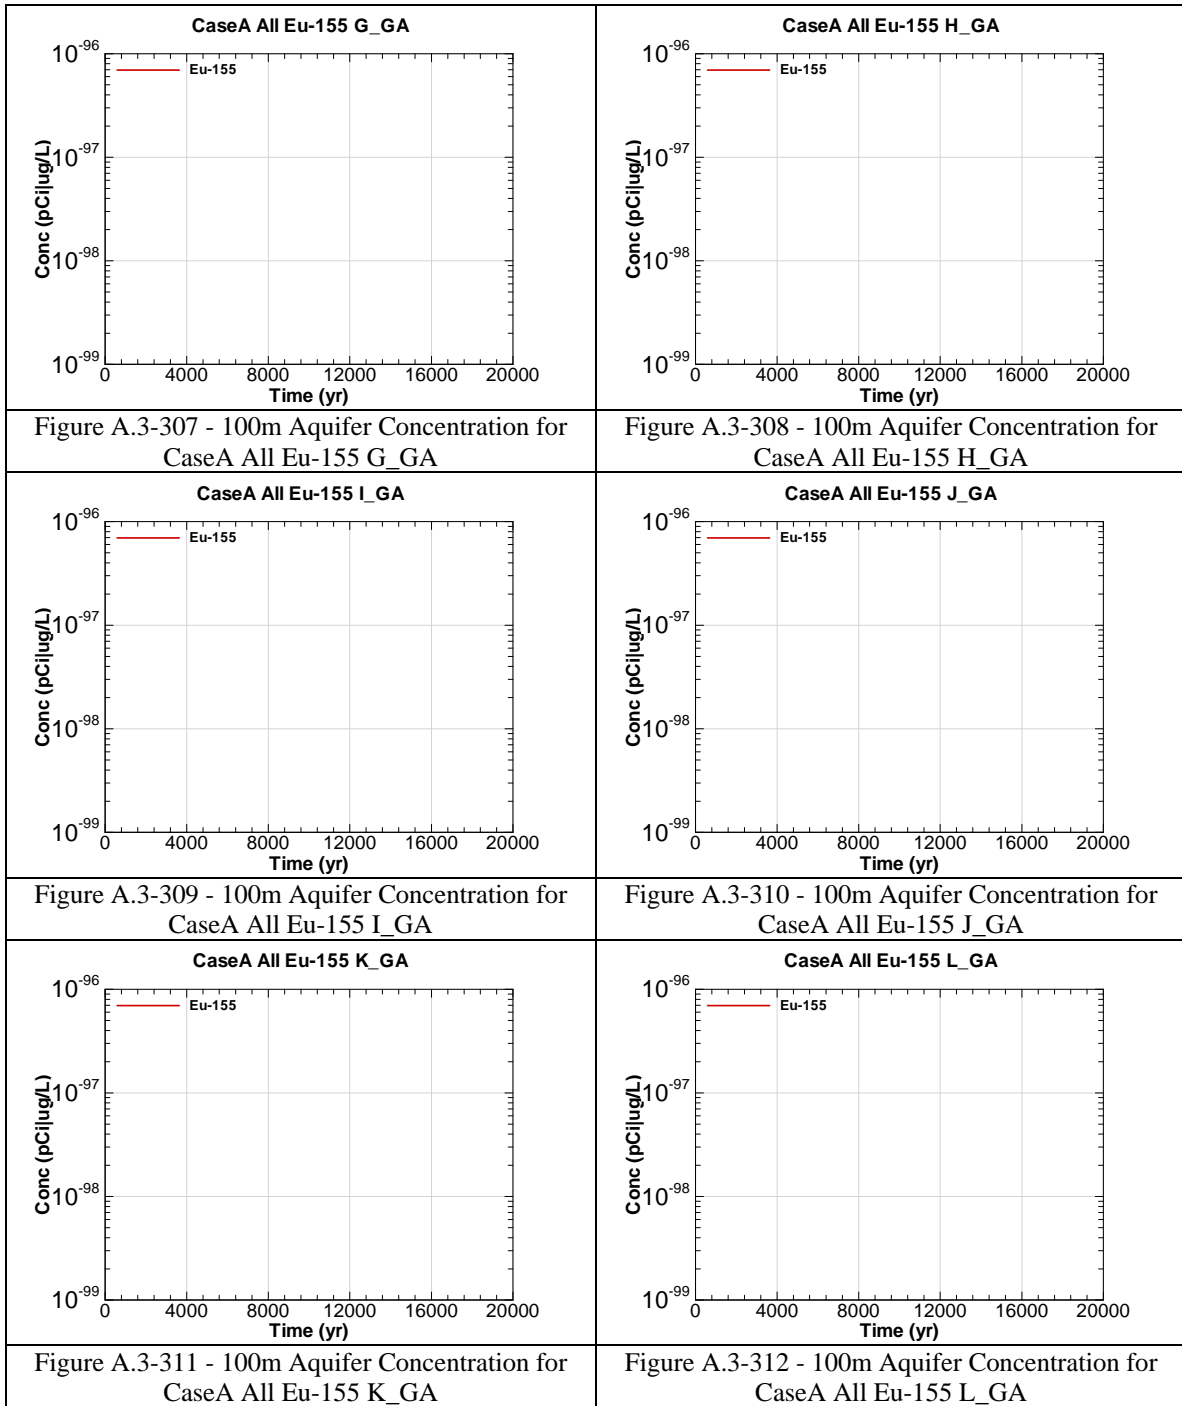 CaseA All Eu-155 G_GA
10-96
Eu-155
10-97
Conc (pCi|ug/L)
10-98
10-99
0 4000 8000 12000 16000 20000
Time (yr)
Figure A.3-307 - 100m Aquifer Concentration for
CaseA All Eu-155 G_GA
CaseA All Eu-155 H_GA
10-96
Eu-155
10-97
Conc (pCi|ug/L)
10-98
10-99
0 4000 8000 12000 16000 20000
Time (yr)
Figure A.3-308 - 100m Aquifer Concentration for
CaseA All Eu-155 H_GA
CaseA All Eu-155 I_GA
10-96
Eu-155
10-97
Conc (pCi|ug/L)
10-98
10-99
0 4000 8000 12000 16000 20000
Time (yr)
Figure A.3-309 - 100m Aquifer Concentration for
CaseA All Eu-155 I_GA
CaseA All Eu-155 J_GA
10-96
Eu-155
10-97
Conc (pCi|ug/L)
10-98
10-99
0 4000 8000 12000 16000 20000
Time (yr)
Figure A.3-310 - 100m Aquifer Concentration for
CaseA All Eu-155 J_GA
CaseA All Eu-155 K_GA
10-96
Eu-155
10-97
Conc (pCi|ug/L)
10-98
10-99
0 4000 8000 12000 16000 20000
Time (yr)
Figure A.3-311 - 100m Aquifer Concentration for
CaseA All Eu-155 K_GA
CaseA All Eu-155 L_GA
10-96
Eu-155
10-97
Conc (pCi|ug/L)
10-98
10-99
0 4000 8000 12000 16000 20000
Time (yr)
Figure A.3-312 - 100m Aquifer Concentration for
CaseA All Eu-155 L_GA